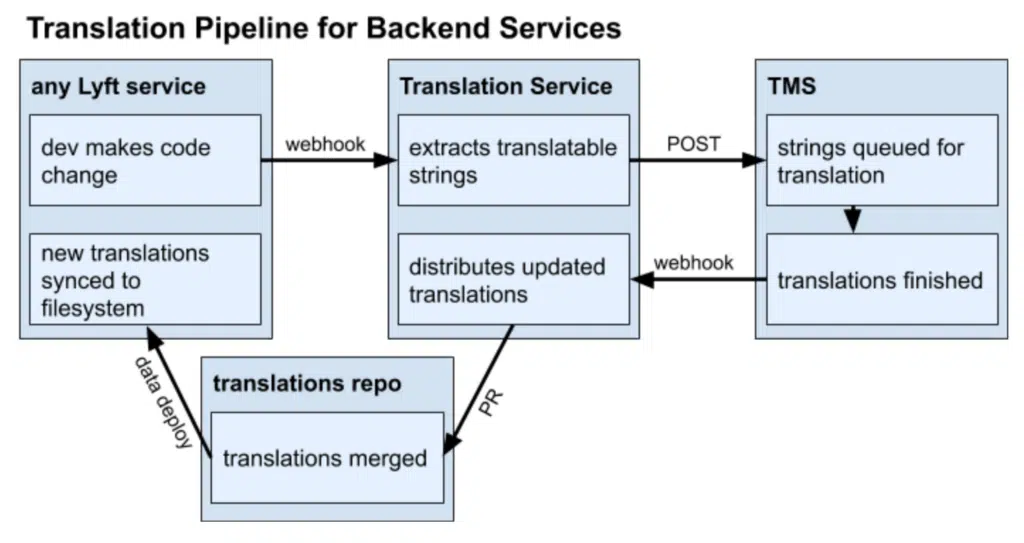 Translation Pipeline for Backend Services
any Lyft service
dev makes code
change
new translations
synced to
filesystem
webhook
Translation Service
extracts translatable
strings
distributes updated
translations
POST
TMS
strings queued for
translation
translations finished
webhook
PR
translations repo
translations merged
data deploy